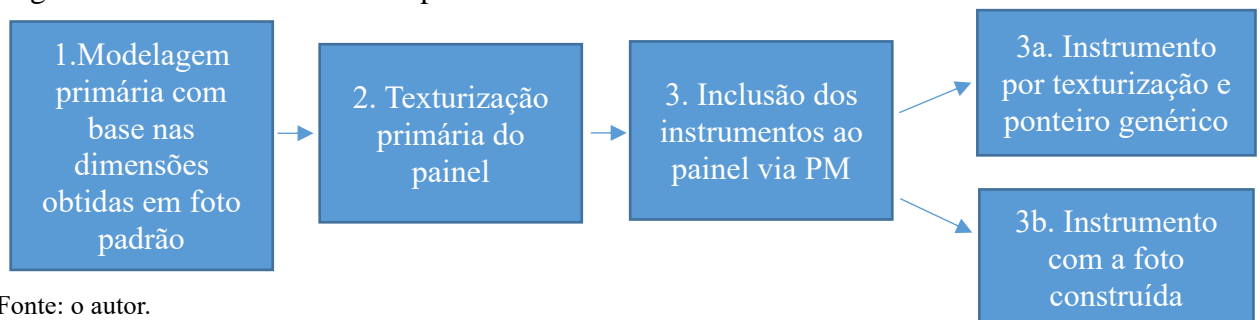 1.Modelagem
primária com
base nas
dimensões
obtidas em foto
padrão
2. Texturização
primária do
painel
3. Inclusão dos
instrumentos ao
painel via PM
3a. Instrumento
por texturização e
ponteiro genérico
3b. Instrumento
com a foto
construída
Fonte: o autor.